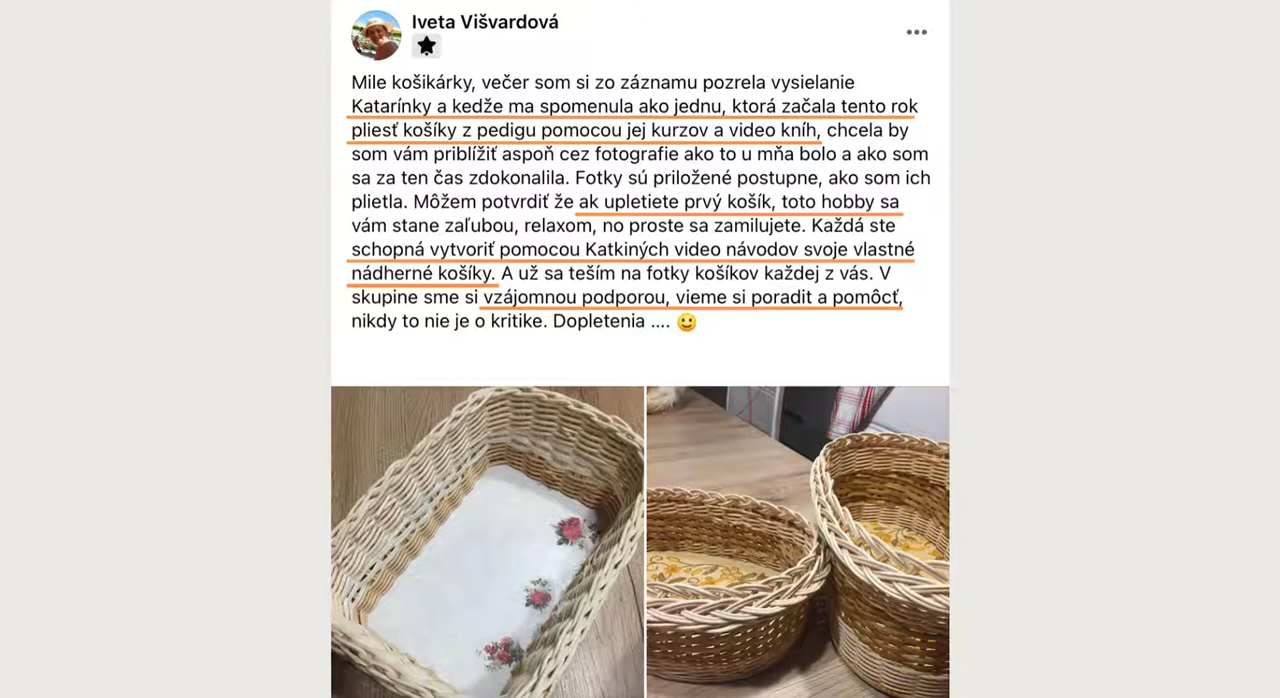 Iveta Višvardová
Mile košikárky, večer som si zo záznamu pozrela vysielanie
Katarínky a kedže ma spomenula ako jednu, ktorá začala tento rok
pliesť košíky z pedigu pomocou jej kurzov a video kníh, chcela by
som vám priblížiť aspoň cez fotografie ako to u mňa bolo a ako som
sa za ten čas zdokonalila. Fotky sú priložené postupne, ako som ich
plietla. Môžem potvrdiť že ak upletiete prvý košík, toto hobby sa
vám stane zaľubou, relaxom, no proste sa zamilujete. Každá ste
schopná vytvoriť pomocou Katkiných video návodov svoje vlastné
nádherné košíky. A už sa teším na fotky košíkov každej z vás. V
skupine sme si vzájomnou podporou, vieme si poradit a pomôcť,
nikdy to nie je o kritike. Dopletenia .... 🙂